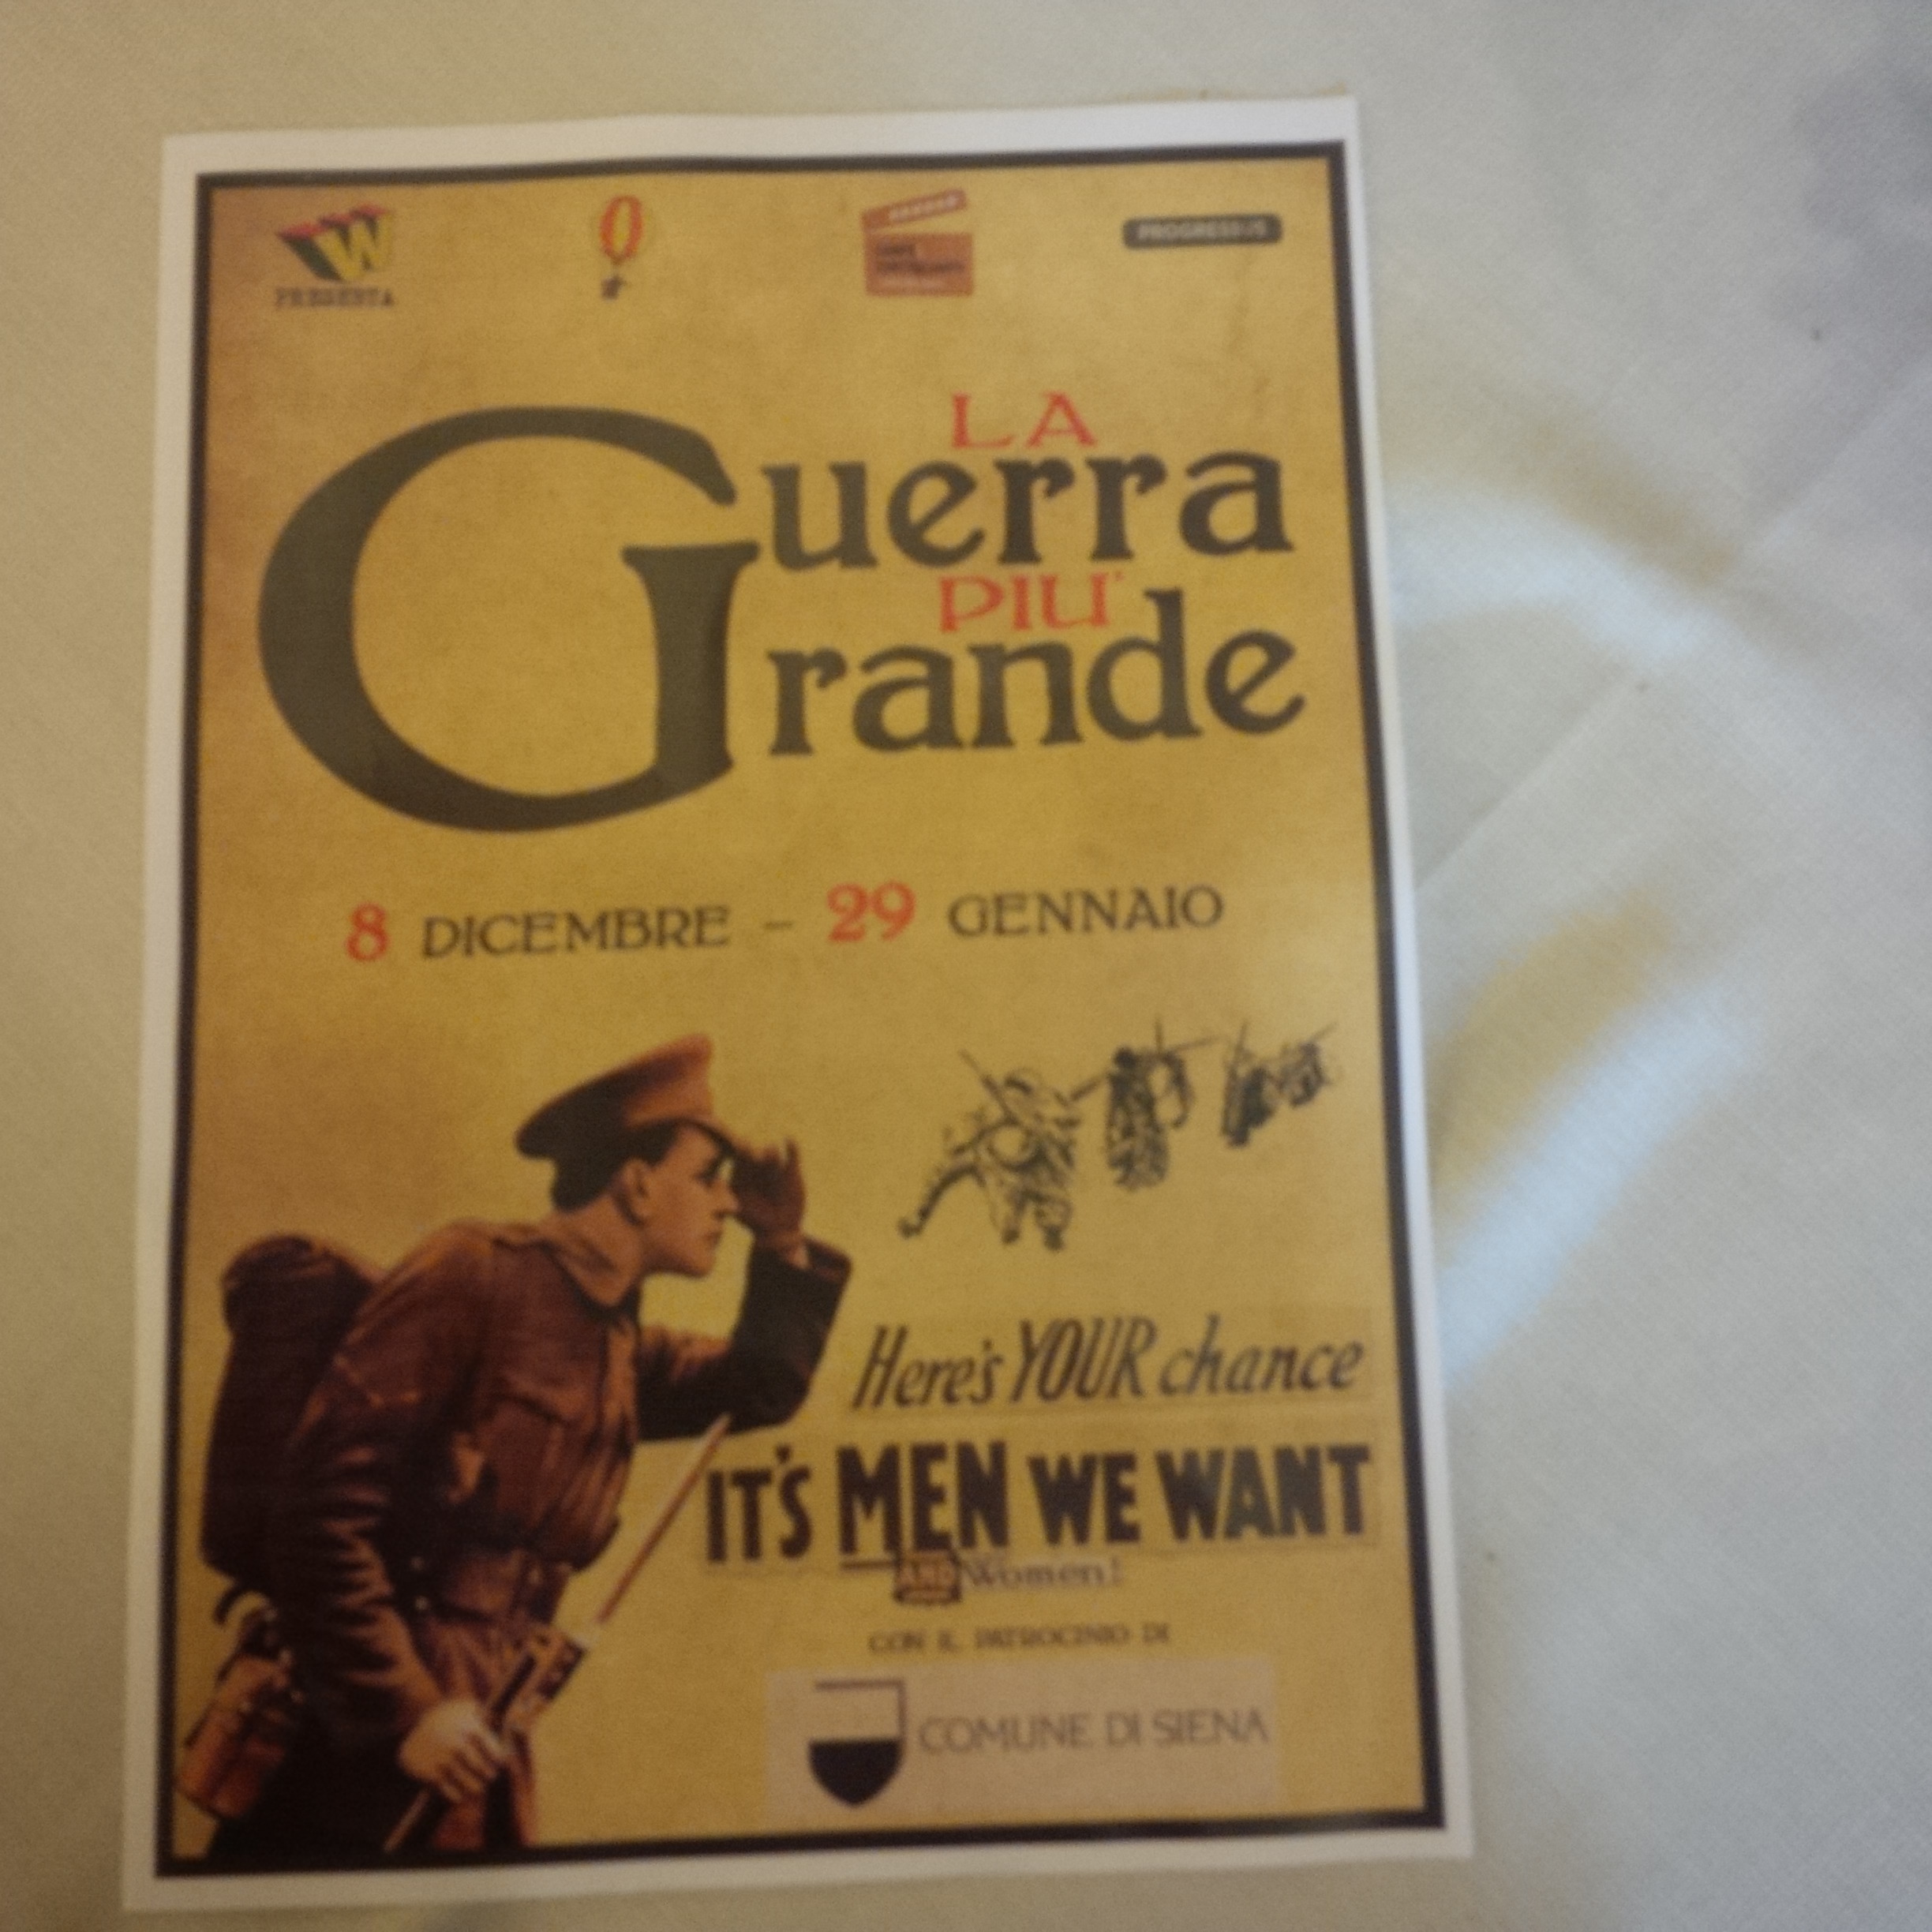 W
PRESENTA
PROGRESSUS
LA
Guerra
PIU'
Grande
8 DICEMBRE - 29 GENNAIO
Here's YOUR chance
IT'S MEN WE WANT
AND Women!
CON IL PATROCINIO DI
COMUNE DI SIENA